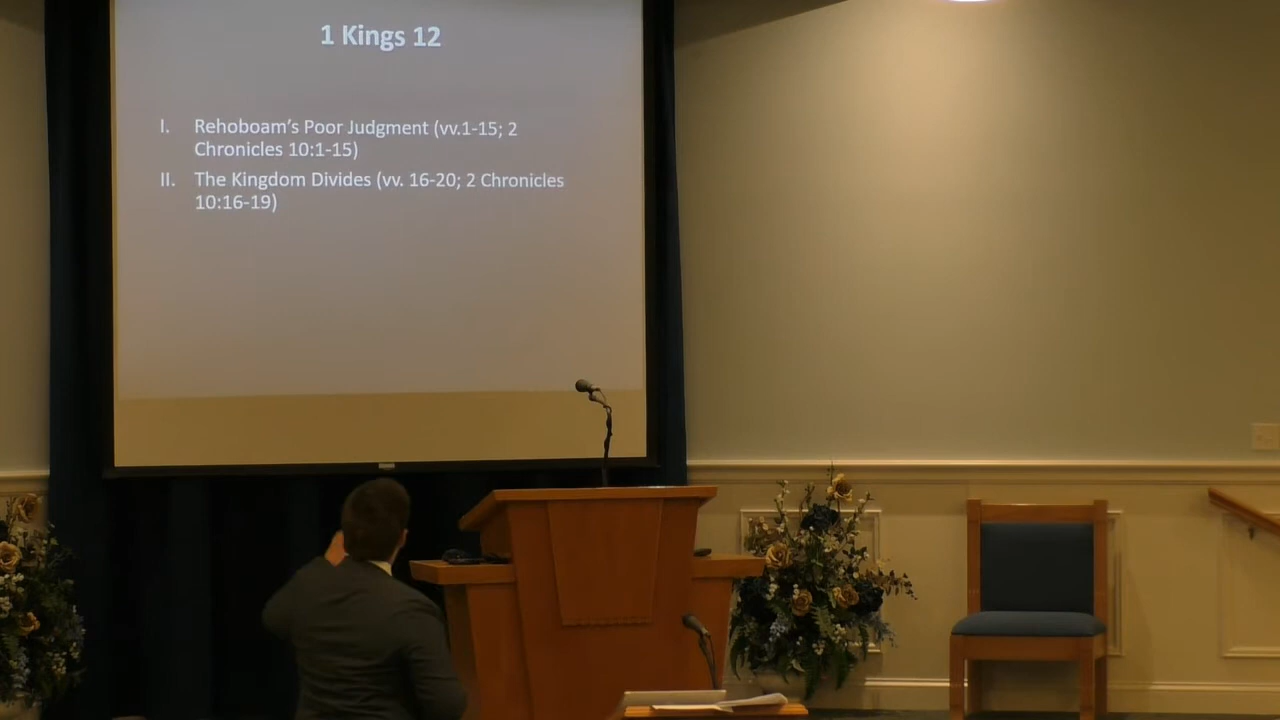 1 Kings 12
I. Rehoboam's Poor Judgment (vv.1-15; 2
Chronicles 10:1-15)
II. The Kingdom Divides (vv. 16-20; 2 Chronicles
10:16-19)